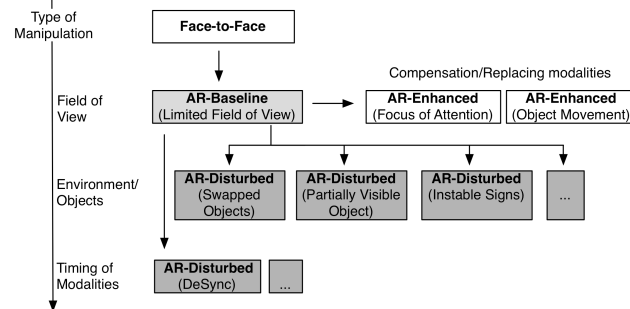 Type of
Manipulation
Face-to-Face
Compensation/Replacing modalities
Field of
View
AR-Baseline
(Limited Field of View)
AR-Enhanced
(Focus of Attention)
AR-Enhanced
(Object Movement)
Environment/
Objects
AR-Disturbed
(Swapped
Objects)
AR-Disturbed
(Partially Visible
Object)
AR-Disturbed
(Instable Signs)
...
Timing of
Modalities
AR-Disturbed
(DeSync)
...